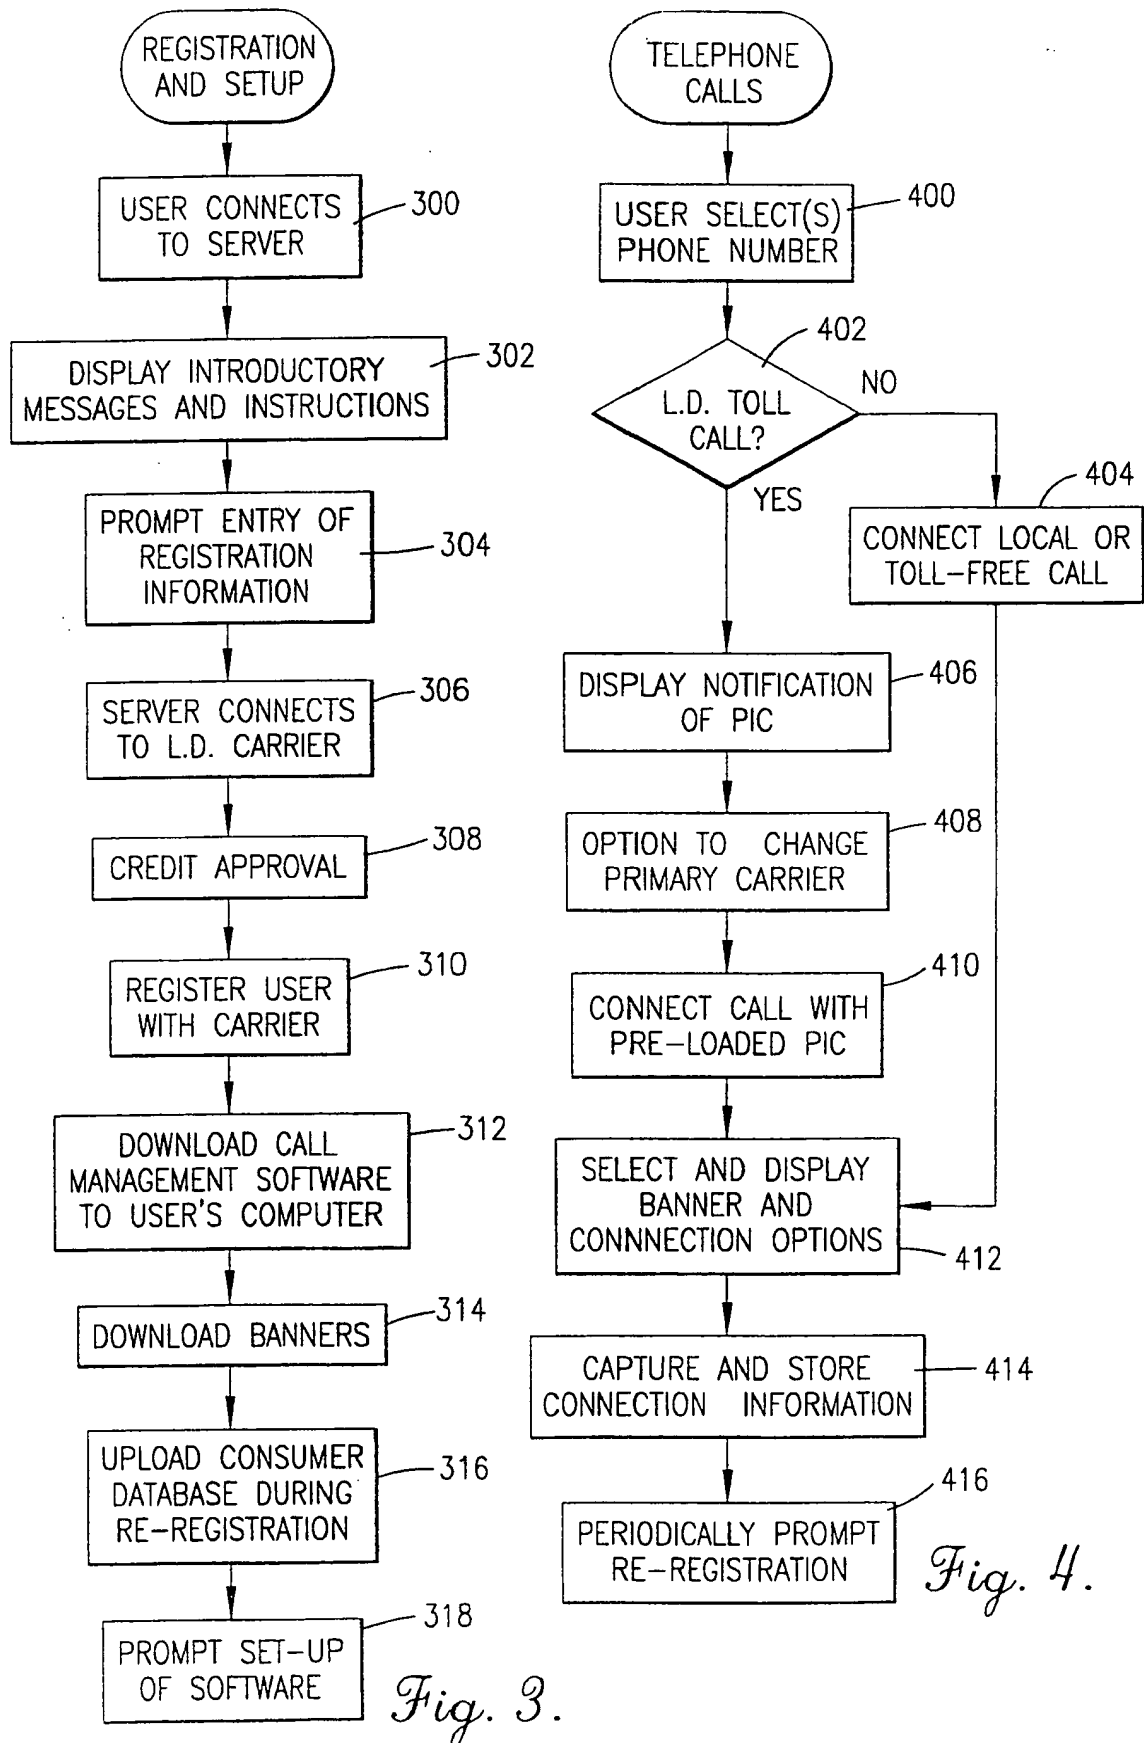 REGISTRATION
AND SETUP
USER CONNECTS
TO SERVER
300
DISPLAY INTRODUCTORY
MESSAGES AND INSTRUCTIONS
302
PROMPT ENTRY OF
REGISTRATION
INFORMATION
304
SERVER CONNECTS
TO L.D. CARRIER
306
CREDIT APPROVAL
308
REGISTER USER
WITH CARRIER
310
DOWNLOAD CALL
MANAGEMENT SOFTWARE
TO USER'S COMPUTER
312
DOWNLOAD BANNERS
314
UPLOAD CONSUMER
DATABASE DURING
RE-REGISTRATION
316
PROMPT SET-UP
OF SOFTWARE
318
Fig. 3.
TELEPHONE
CALLS
USER SELECT(S)
PHONE NUMBER
400
L.D. TOLL
CALL?
402
NO
YES
CONNECT LOCAL OR
TOLL-FREE CALL
404
DISPLAY NOTIFICATION
OF PIC
406
OPTION TO CHANGE
PRIMARY CARRIER
408
CONNECT CALL WITH
PRE-LOADED PIC
410
SELECT AND DISPLAY
BANNER AND
CONNNECTION OPTIONS
412
CAPTURE AND STORE
CONNECTION INFORMATION
414
PERIODICALLY PROMPT
RE-REGISTRATION
416
Fig. 4.